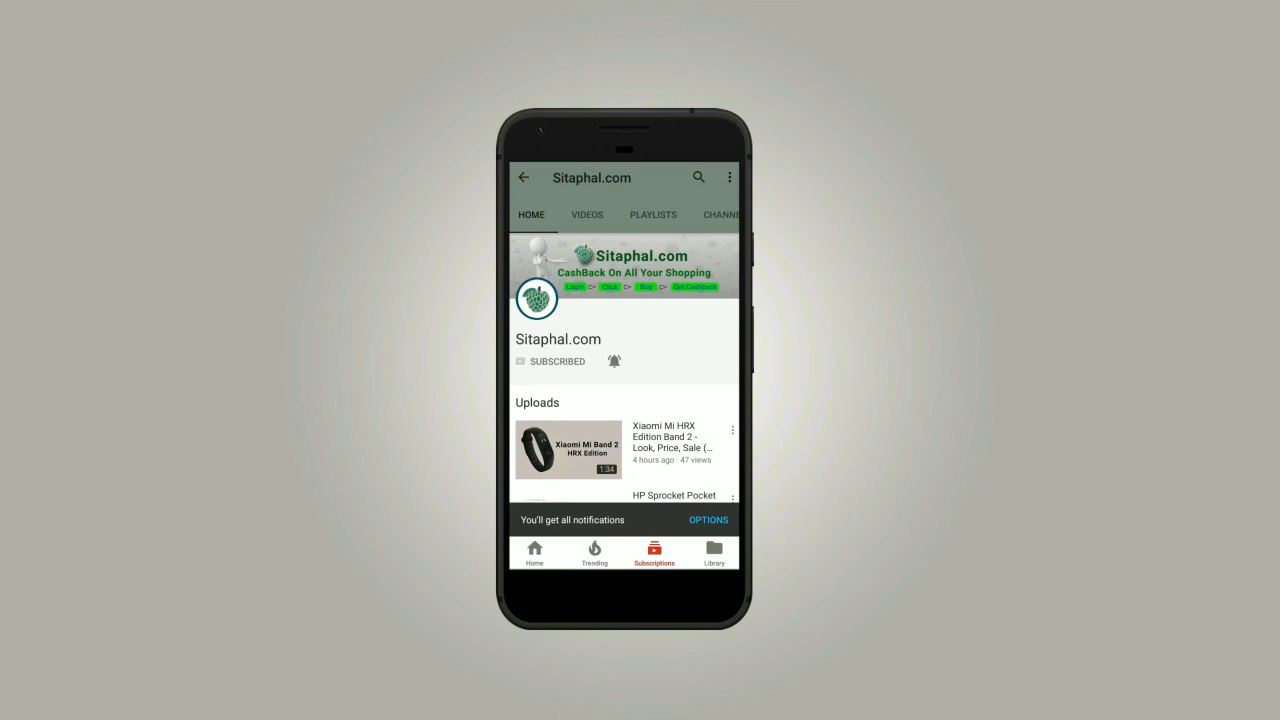 Sitaphal.com
HOME VIDEOS PLAYLISTS CHANNE
Sitaphal.com
CashBack On All Your Shopping
Login Click Buy Get Cashback
Sitaphal.com
SUBSCRIBED
Uploads
Xiaomi Mi Band 2
HRX Edition
1:34
Xiaomi Mi HRX
Edition Band 2 -
Look, Price, Sale (...
4 hours ago · 47 views
HP Sprocket Pocket
You'll get all notifications OPTIONS
Home Trending Subscriptions Library